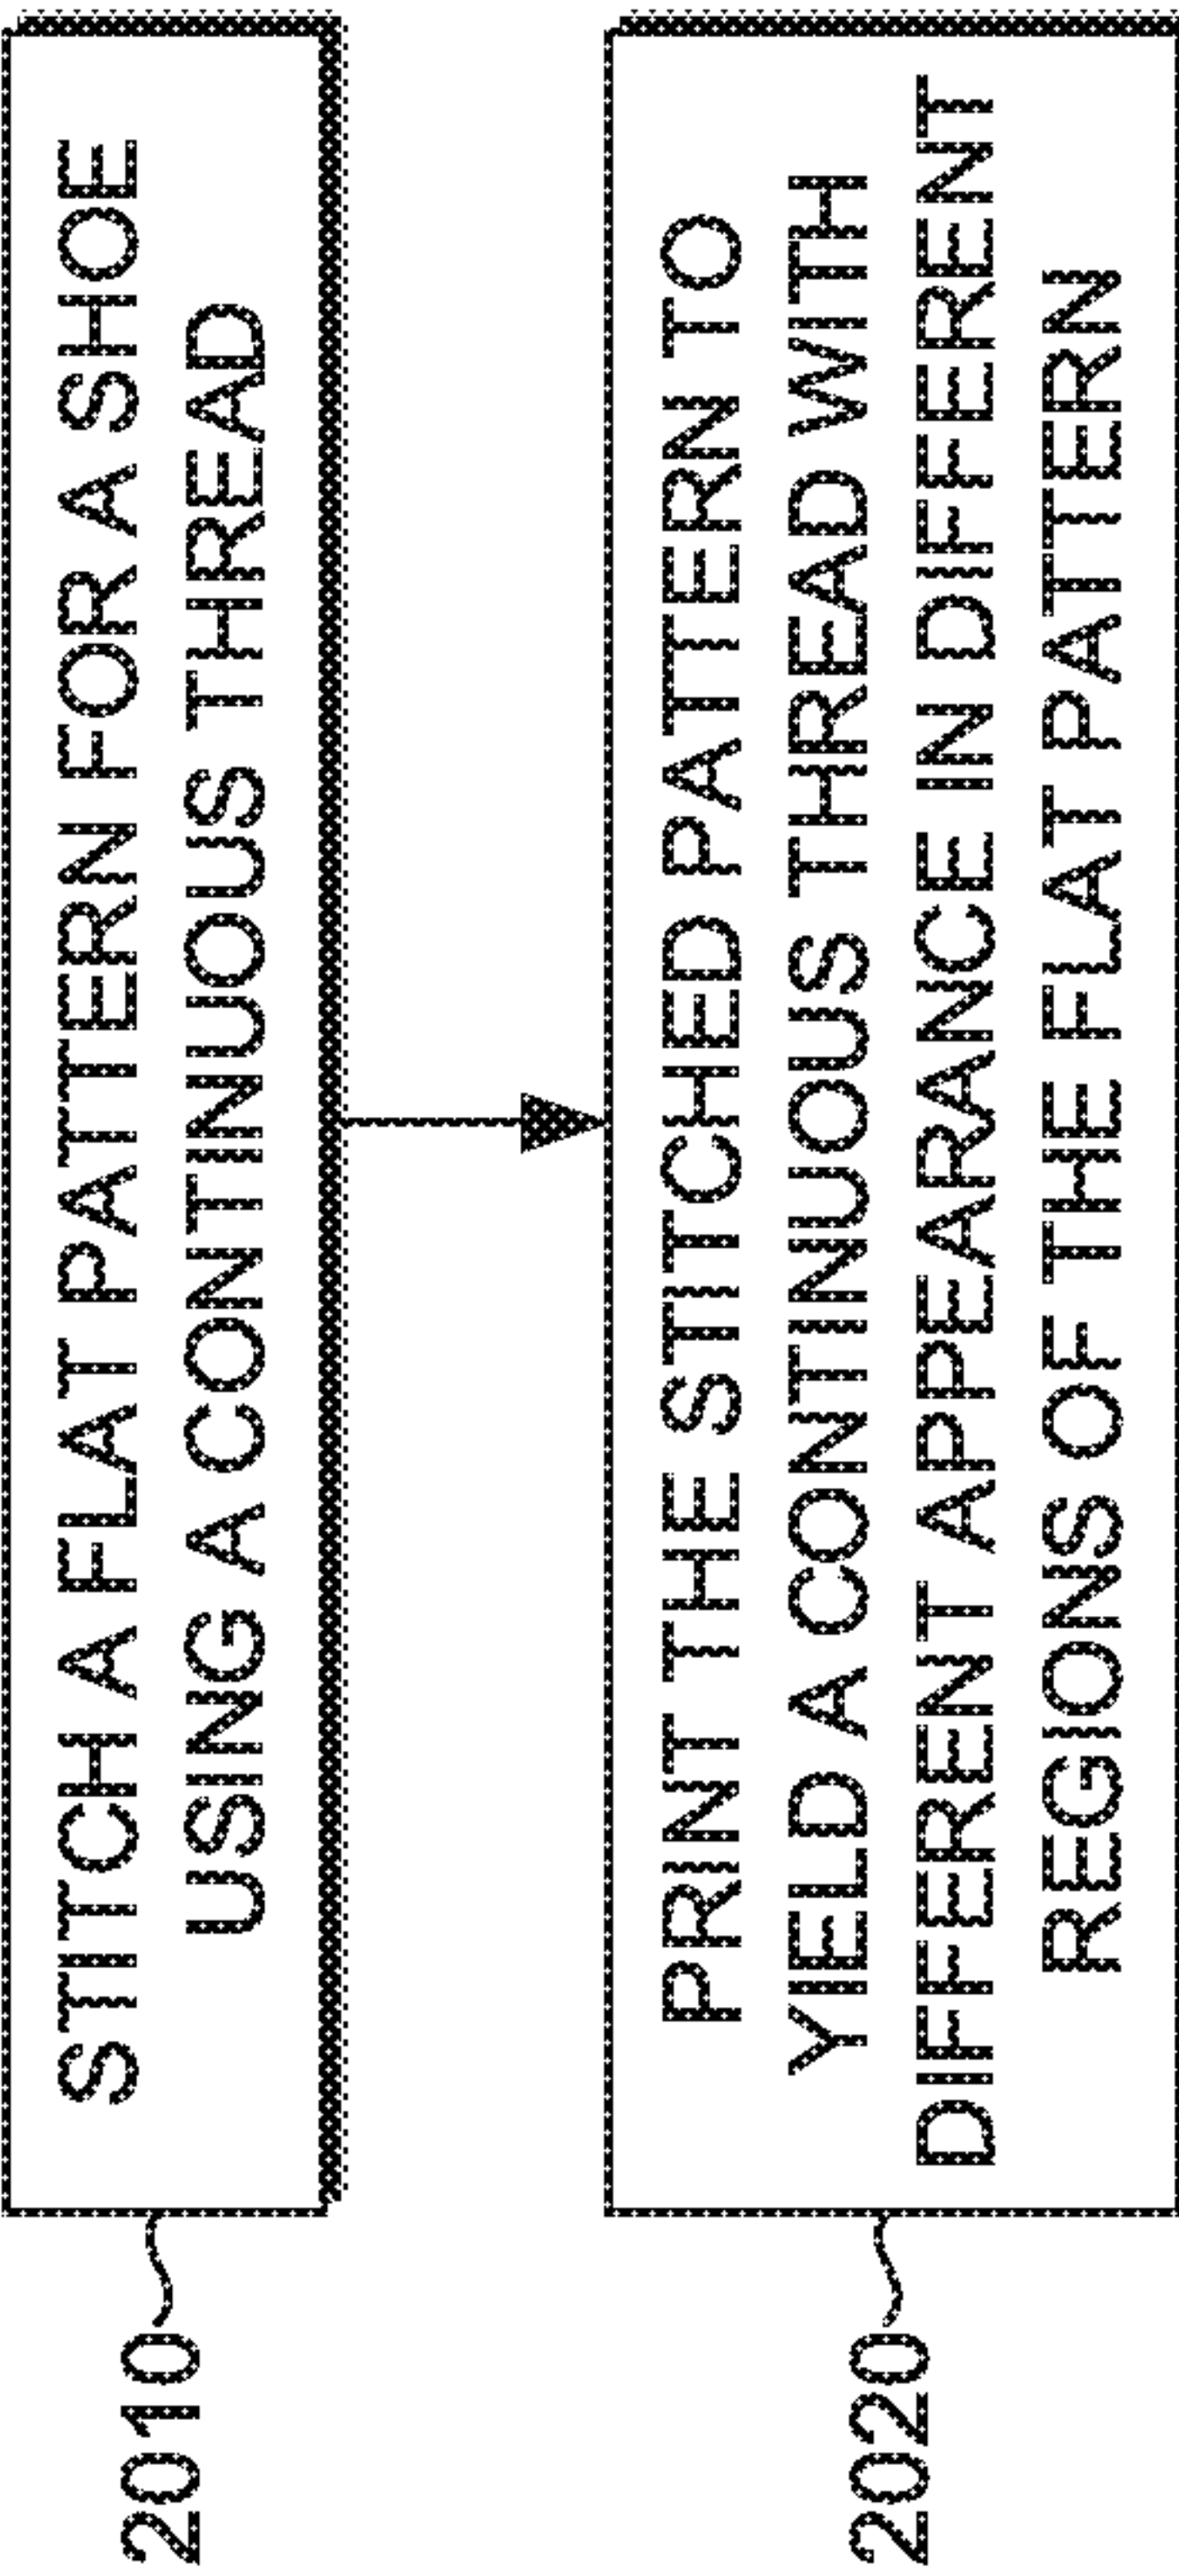 STITCH A FLAT PATTERN FOR A SHOE
USING A CONTINUOUS THREAD
2010
PRINT THE STITCHED PATTERN TO
YIELD A CONTINUOUS THREAD WITH
DIFFERENT APPEARANCE IN DIFFERENT
REGIONS OF THE FLAT PATTERN
2020